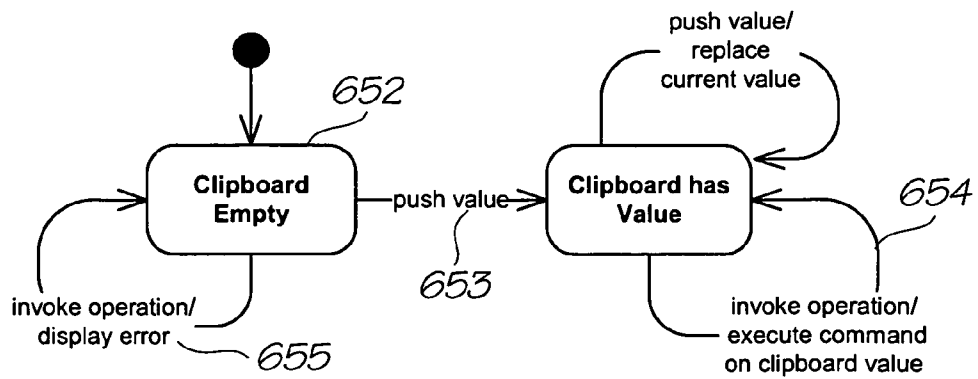 push value/
replace
current value
652
Clipboard
Empty
push value
653
Clipboard has
Value
654
invoke operation/
display error
655
invoke operation/
execute command
on clipboard value